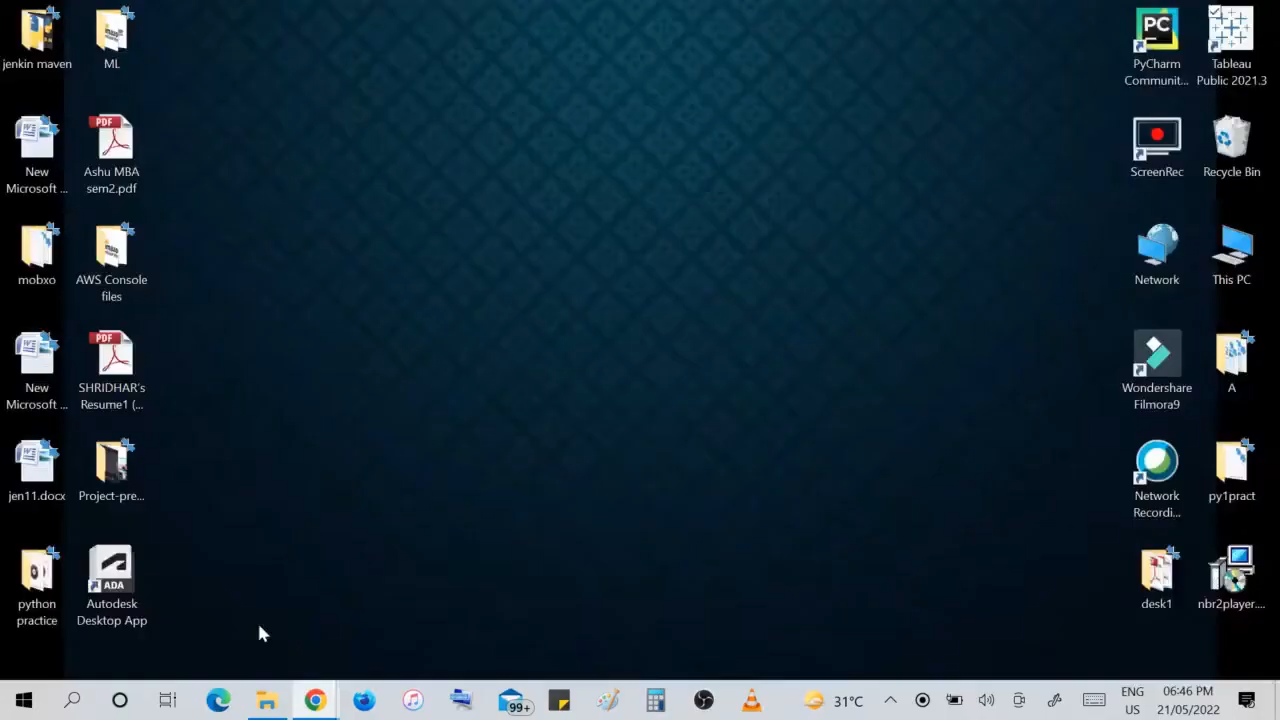 jenkin maven
ML
PC
PyCharm
Communit...
Tableau
Public 2021.3
New
Microsoft ...
PDF
Ashu MBA
sem2.pdf
ScreenRec
Recycle Bin
mobxo
AWS Console
files
Network
This PC
New
Microsoft ...
PDF
SHRIDHAR's
Resume1 (...
Wondershare
Filmora9
A
jen11.docx
Project-pre...
Network
Recordi...
py1pract
python
practice
ADA
Autodesk
Desktop App
desk1
nbr2player....
99+
31°C
ENG
US
06:46 PM
21/05/2022